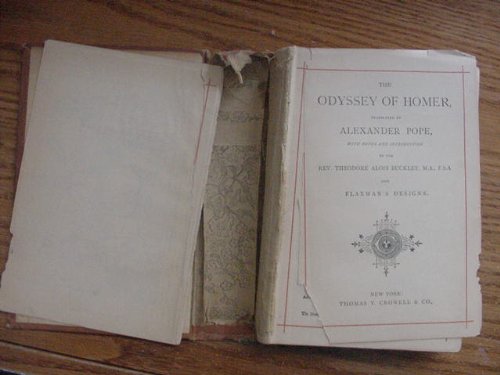 THE
ODYSSEY OF HOMER,
TRANSLATED BY
ALEXANDER POPE,
WITH NOTES AND INTRODUCTION
BY THE
REV. THEODORE ALOIS BUCKLEY, M.A., F.S.A.
AND
FLAXMAN'S DESIGNS.
NEW YORK:
THOMAS Y. CROWELL & CO.,